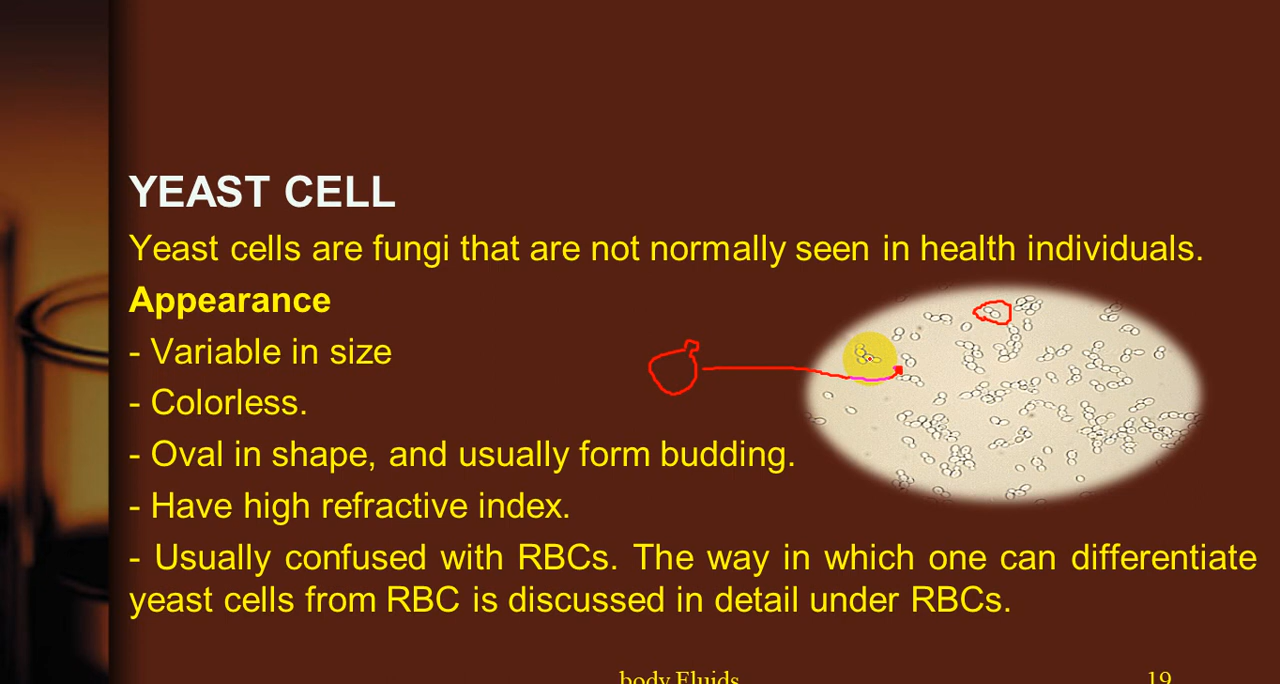 YEAST CELL
Yeast cells are fungi that are not normally seen in health individuals.
Appearance
- Variable in size
- Colorless.
- Oval in shape, and usually form budding.
- Have high refractive index.
- Usually confused with RBCs. The way in which one can differentiate
yeast cells from RBC is discussed in detail under RBCs.
body Fluids 19